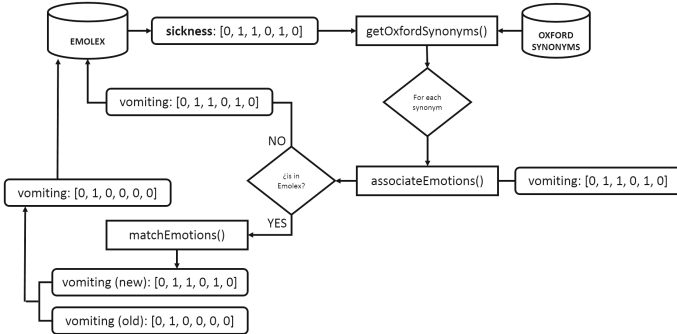 EMOLEX
sickness: [0, 1, 1, 0, 1, 0]
getOxfordSynonyms()
OXFORD
SYNONYMS
vomiting: [0, 1, 1, 0, 1, 0]
For each
synonym
NO
¿is in
Emolex?
associateEmotions()
vomiting: [0, 1, 1, 0, 1, 0]
vomiting: [0, 1, 0, 0, 0, 0]
YES
matchEmotions()
vomiting (new): [0, 1, 1, 0, 1, 0]
vomiting (old): [0, 1, 0, 0, 0, 0]